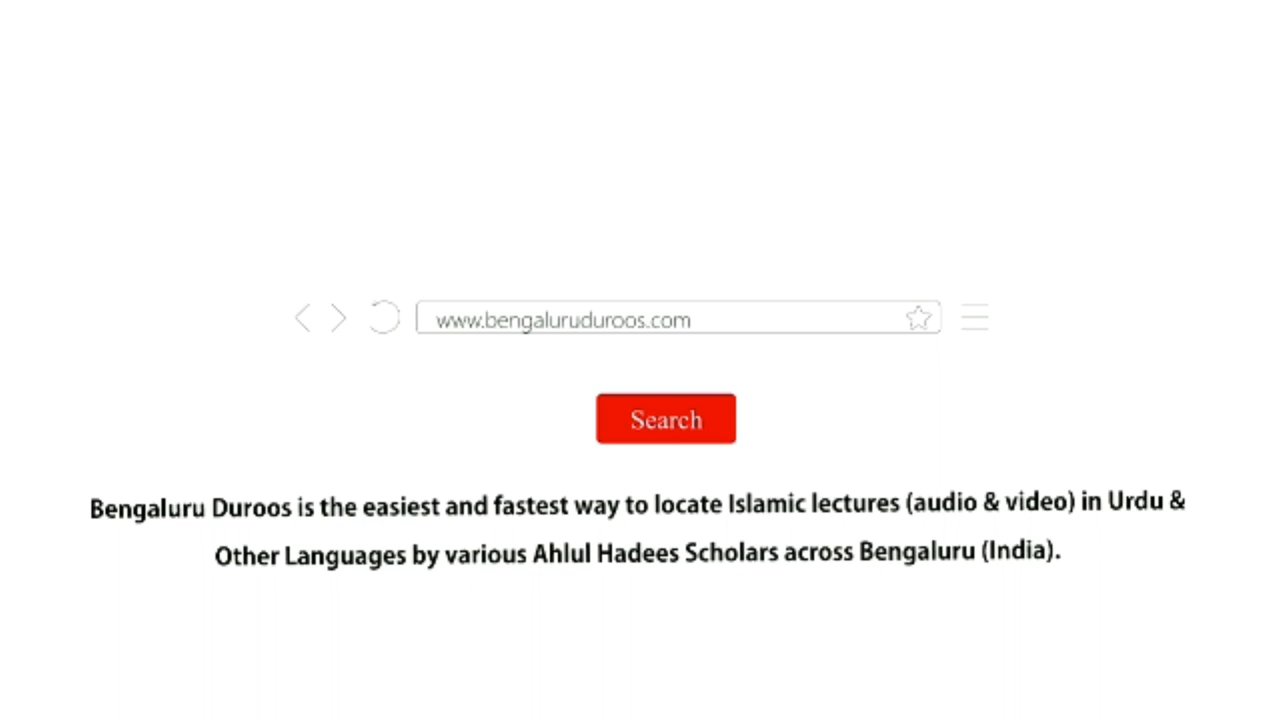 www.bengaluruduroos.com
Search
Bengaluru Duroos is the easiest and fastest way to locate Islamic lectures (audio & video) in Urdu &
Other Languages by various Ahlul Hadees Scholars across Bengaluru (India).